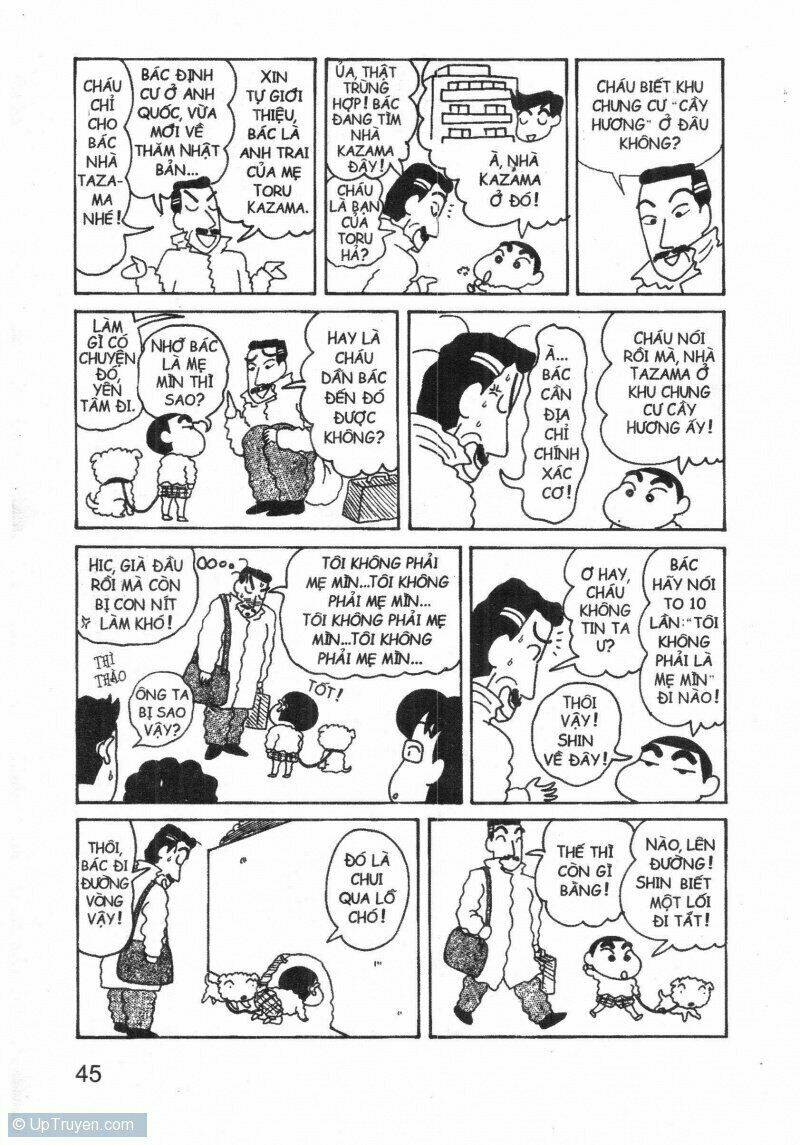 CHÁU BIẾT KHU
CHUNG CƯ "CÂY
HƯƠNG" Ở ĐÂU
KHÔNG?
À, NHÀ
KAZAMA
Ở ĐÓ!
ỦA, THẬT
TRÙNG
HỢP! BÁC
ĐANG TÌM
NHÀ
KAZAMA
ĐÂY!
CHÁU
LÀ BẠN
CỦA
TORU
HẢ?
XIN
TỰ GIỚI
THIỆU,
BÁC LÀ
ANH TRAI
CỦA MẸ
TORU
KAZAMA.
BÁC ĐỊNH
CƯ Ở ANH
QUỐC, VỪA
MỚI VỀ
THĂM NHẬT
BẢN...
CHÁU
CHỈ
CHO
BÁC
NHÀ
TAZA-
MA
NHÉ!
CHÁU NÓI
RỒI MÀ, NHÀ
TAZAMA Ở
KHU CHUNG
CƯ CÂY
HƯƠNG ẤY!
À...
BÁC
CẦN
ĐỊA
CHỈ
CHÍNH
XÁC
CƠ!
HAY LÀ
CHÁU
DẪN BÁC
ĐẾN ĐÓ
ĐƯỢC
KHÔNG?
NHỠ BÁC
LÀ MẸ
MÌN THÌ
SAO?
LÀM
GÌ CÓ
CHUYỆN
ĐÓ,
YÊN
TÂM ĐI.
BÁC
HÃY NÓI
TO 10
LẦN: "TÔI
KHÔNG
PHẢI LÀ
MẸ MÌN"
ĐI NÀO!
Ơ HAY,
CHÁU
KHÔNG
TIN TA
Ư?
THÔI
VẬY!
SHIN
VỀ ĐÂY!
TÔI KHÔNG PHẢI
MẸ MÌN...TÔI KHÔNG
PHẢI MẸ MÌN...
TÔI KHÔNG PHẢI MẸ
MÌN...TÔI KHÔNG
PHẢI MẸ MÌN...
HIC, GIÀ ĐẦU
RỒI MÀ CÒN
BỊ CON NÍT
LÀM KHÓ!
TỐT!
THÌ
THÀO
ÔNG TA
BỊ SAO
VẬY?
NÀO, LÊN
ĐƯỜNG!
SHIN BIẾT
MỘT LỐI
ĐI TẮT!
THẾ THÌ
CÒN GÌ
BẰNG!
ĐÓ LÀ
CHUI
QUA LỖ
CHÓ!
THÔI,
BÁC ĐI
ĐƯỜNG
VÒNG
VẬY!
45
© UpTruyen.com